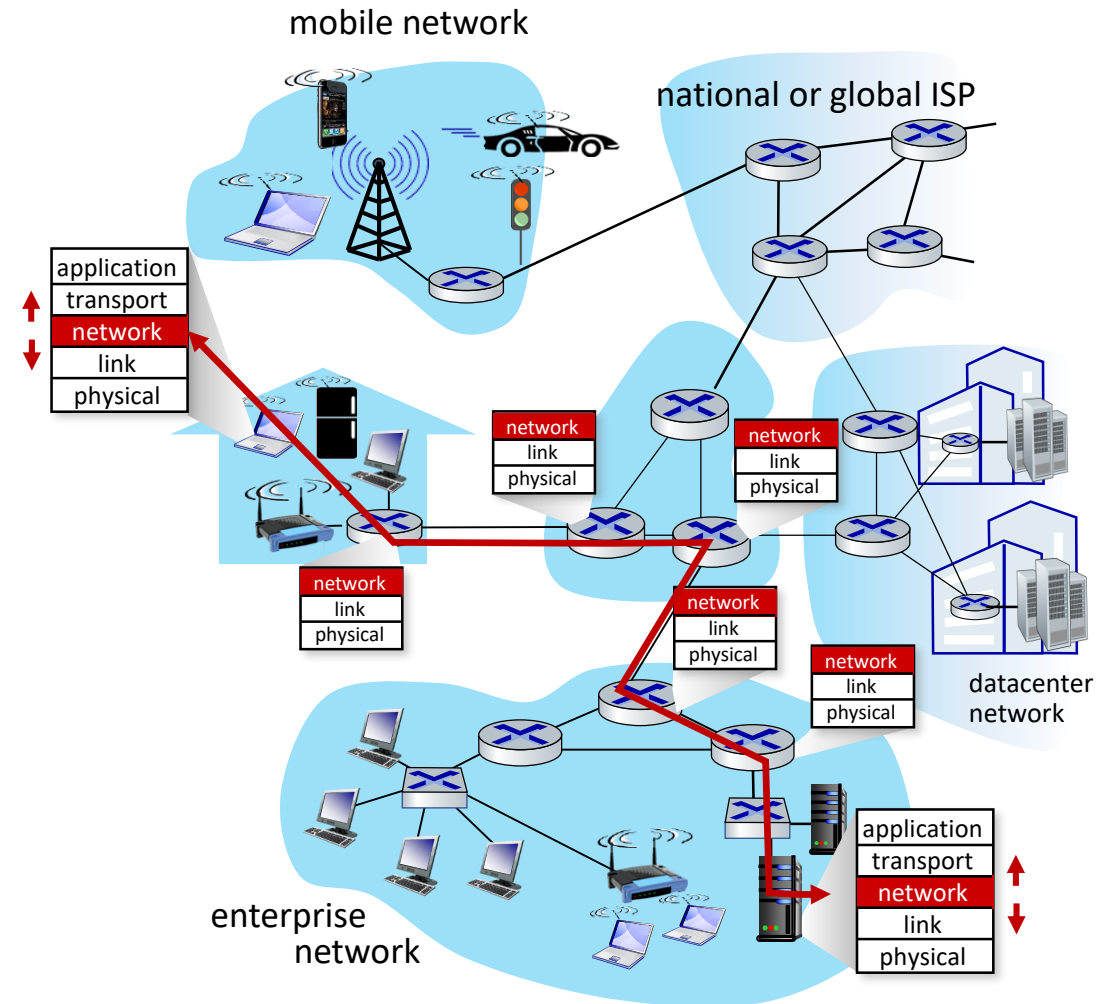 mobile network
national or global ISP
application
transport
network
link
physical
network
link
physical
network
link
physical
network
link
physical
network
link
physical
network
link
physical
datacenter
network
application
transport
network
link
physical
enterprise
network